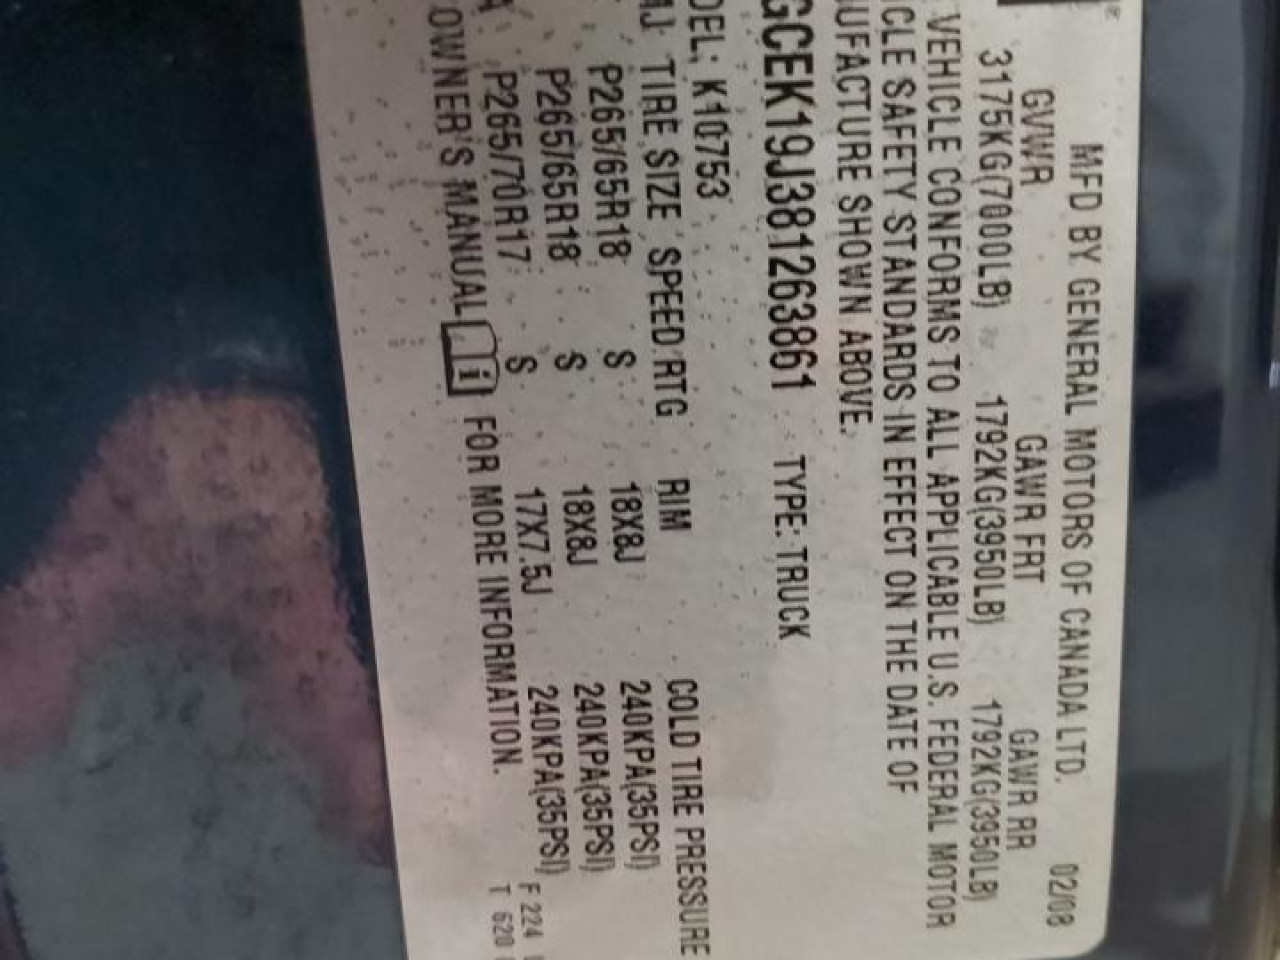 MFD BY GENERAL MOTORS OF CANADA LTD. 02/08
GVWR GAWR FRT GAWR RR
3175KG(7000LB) 1792KG(3950LB) 1792KG(3950LB)
VEHICLE CONFORMS TO ALL APPLICABLE U.S. FEDERAL MOTOR
ICLE SAFETY STANDARDS IN EFFECT ON THE DATE OF
UFACTURE SHOWN ABOVE.
GCEK19J381263861 TYPE: TRUCK
DEL: K10753
TIRE SIZE SPEED RTG RIM COLD TIRE PRESSURE
P265/65R18 S 18X8J 240KPA(35PSI)
P265/65R18 S 18X8J 240KPA(35PSI)
P265/70R17 S 17X7.5J 240KPA(35PSI)
OWNER'S MANUAL i FOR MORE INFORMATION.
F 224
T 620